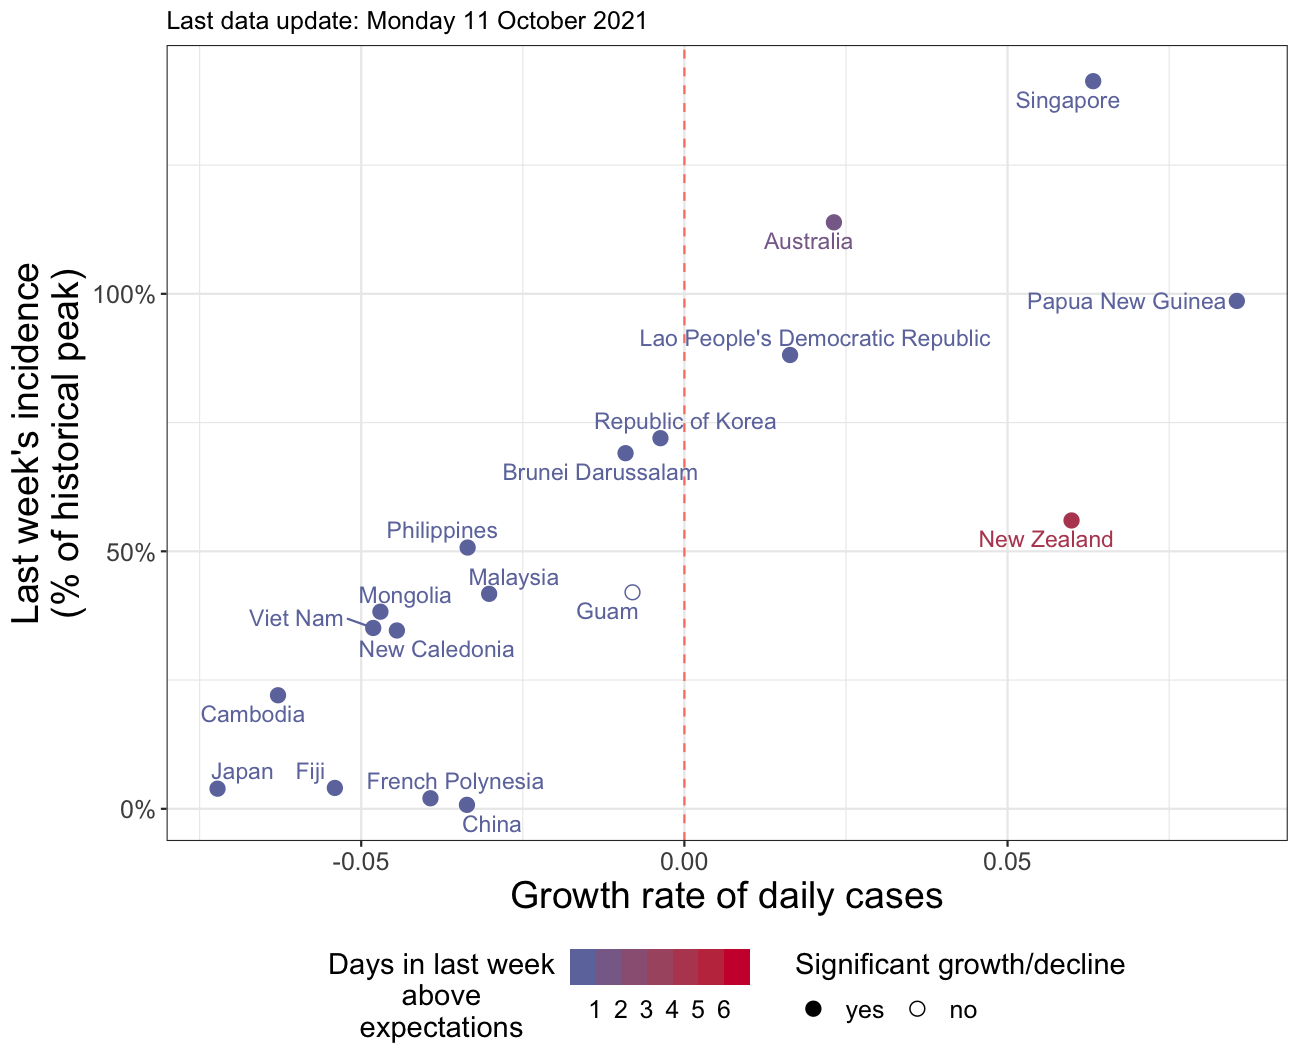 Last data update: Monday 11 October 2021
Singapore
Australia
100%
Papua New Guinea
Lao People's Democratic Republic
Republic of Korea
Brunei Darussalam
New Zealand
Philippines
50%
Malaysia
Mongolia
Guam
Viet Nam
New Caledonia
Cambodia
Japan
Fiji
French Polynesia
0%
China
Last week's incidence
(% of historical peak)
-0.05
0.00
0.05
Growth rate of daily cases
Days in last week
above
expectations
1 2 3 4 5 6
Significant growth/decline
yes
no